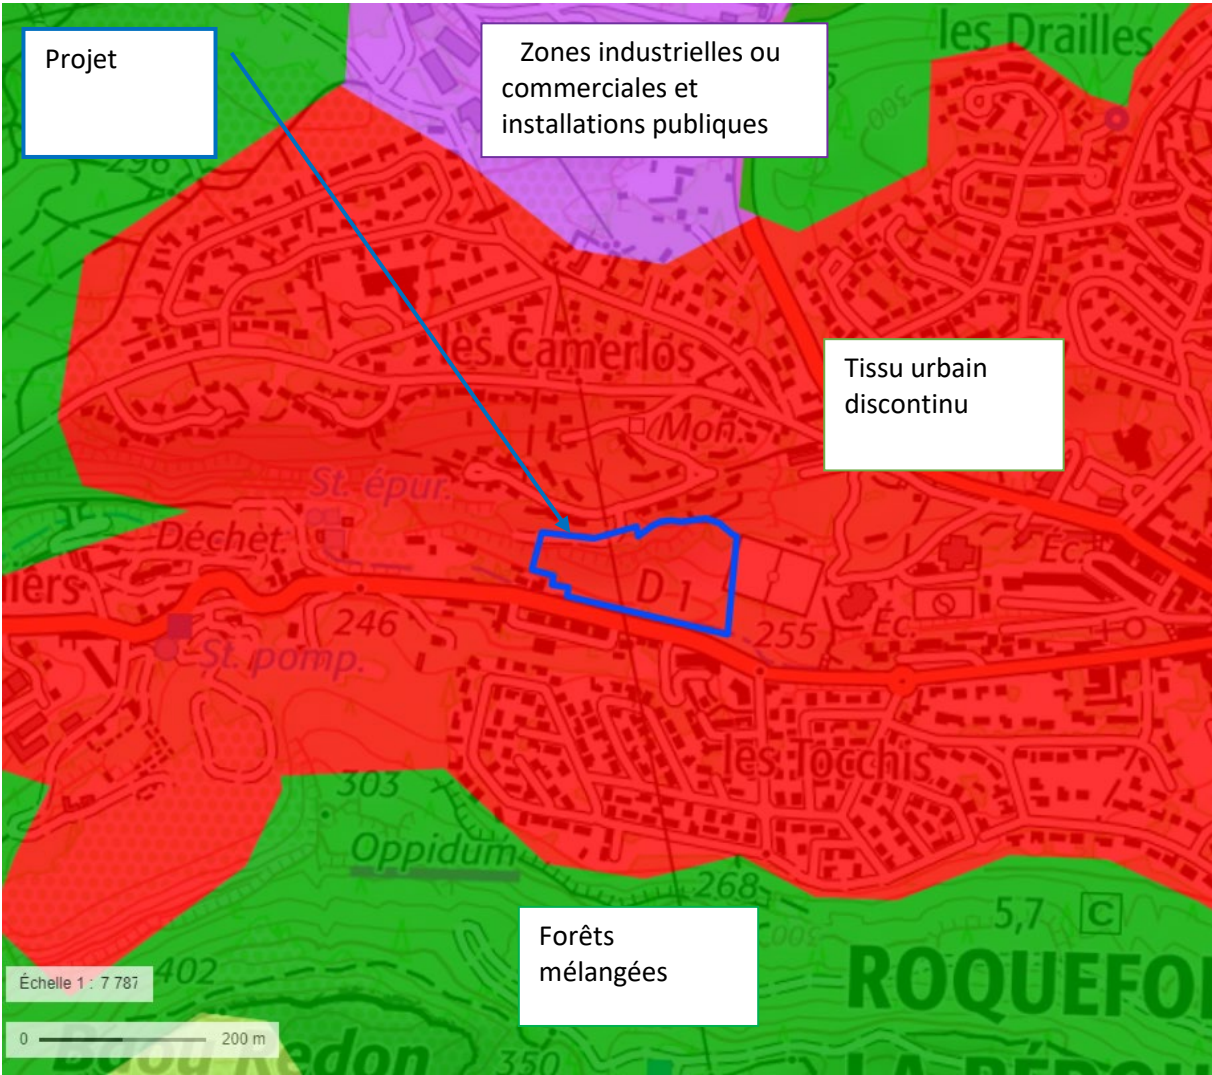 Projet
Zones industrielles ou
commerciales et
installations publiques
les Drailles
300
296
les Camerlos
Tissu urbain
discontinu
Mon.
St. épur.
Déchet.
D 1
Éc.
Éc.
246
255
St. pomp.
les Tocchis
303
Oppidum
268
5,7
C
Forêts
mélangées
300
ROQUEFO
402
Échelle 1 : 7 787
0
200 m
Redon
350